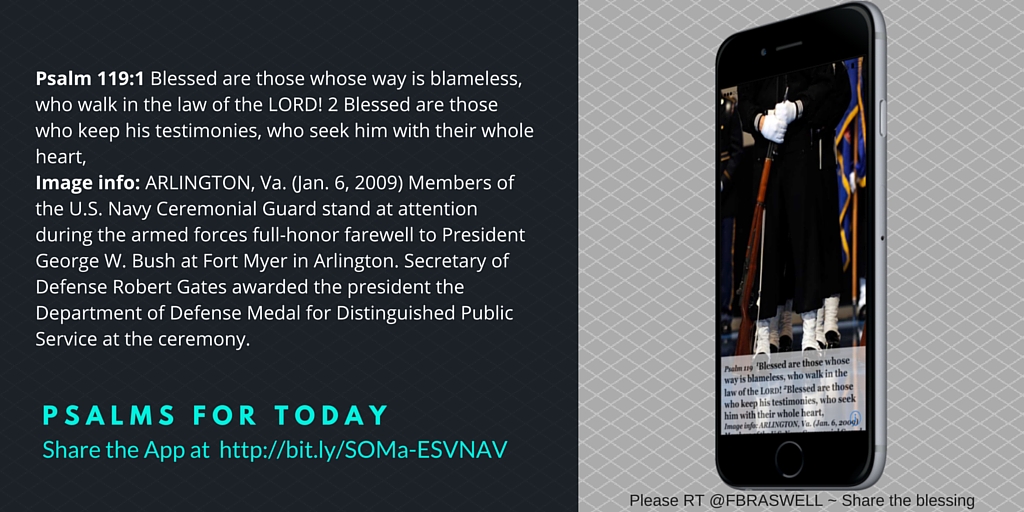 Psalm 119:1 Blessed are those whose way is blameless,
who walk in the law of the LORD! 2 Blessed are those
who keep his testimonies, who seek him with their whole
heart,
Image info: ARLINGTON, Va. (Jan. 6, 2009) Members of
the U.S. Navy Ceremonial Guard stand at attention
during the armed forces full-honor farewell to President
George W. Bush at Fort Myer in Arlington. Secretary of
Defense Robert Gates awarded the president the
Department of Defense Medal for Distinguished Public
Service at the ceremony.
PSALMS FOR TODAY
Share the App at http://bit.ly/SOMa-ESVNAV
Psalm 119 1Blessed are those whose
way is blameless, who walk in the
law of the LORD! 2Blessed are those
who keep his testimonies, who seek
him with their whole heart,
Image info: ARLINGTON, Va. (Jan. 6, 2009)
Please RT @FBRASWELL ~ Share the blessing